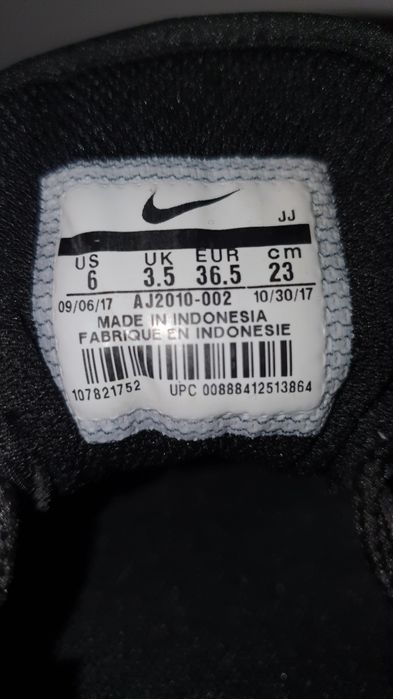 JJ
US UK EUR cm
6 3.5 36.5 23
09/06/17 AJ2010-002 10/30/17
MADE IN INDONESIA
FABRIQUE EN INDONESIE
107821752 UPC 00888412513864